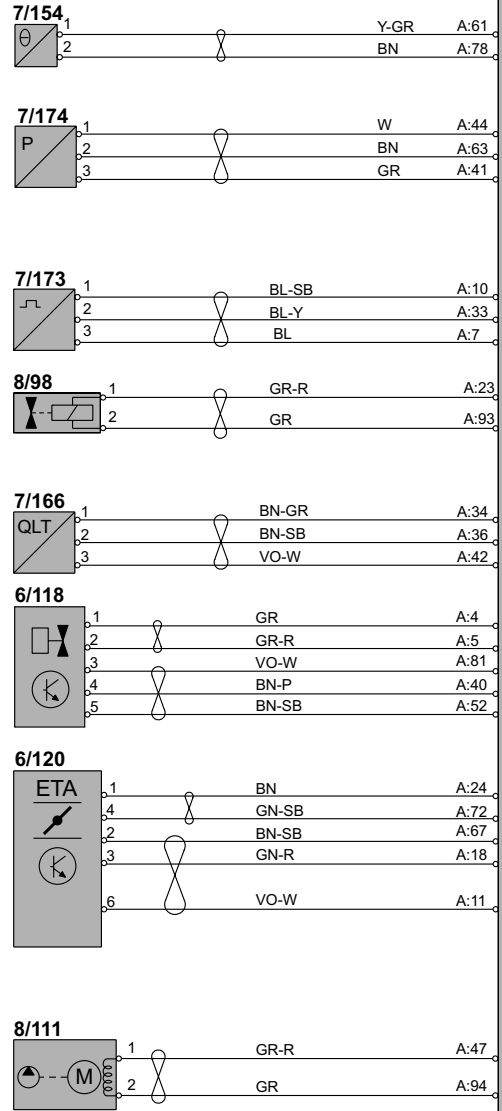 7/154
1 Y-GR A:61
θ
2 BN A:78
7/174
1 W A:44
P
2 BN A:63
3 GR A:41
7/173
1 BL-SB A:10
2 BL-Y A:33
3 BL A:7
8/98
1 GR-R A:23
2 GR A:93
7/166
1 BN-GR A:34
QLT
2 BN-SB A:36
3 VO-W A:42
6/118
1 GR A:4
2 GR-R A:5
3 VO-W A:81
4 BN-P A:40
5 BN-SB A:52
6/120
ETA
1 BN A:24
4 GN-SB A:72
2 BN-SB A:67
3 GN-R A:18
6 VO-W A:11
8/111
1 GR-R A:47
M
2 GR A:94